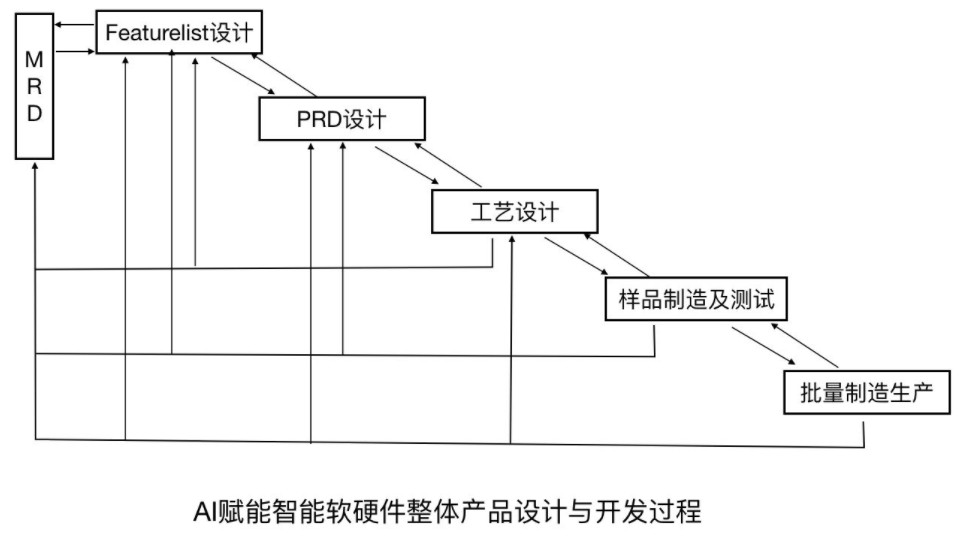 MRD
Featurelist设计
PRD设计
工艺设计
样品制造及测试
批量制造生产
AI赋能智能软硬件整体产品设计与开发过程